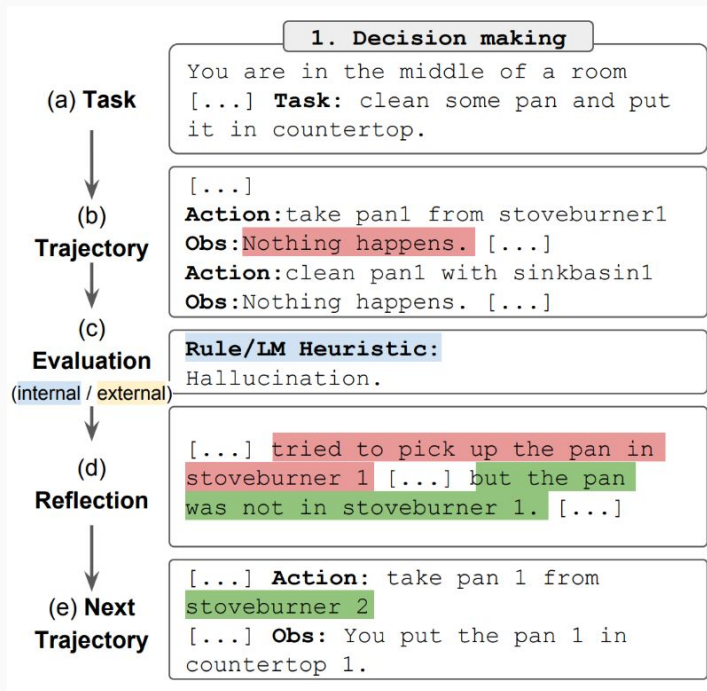 1. Decision making
(a) Task
You are in the middle of a room
[...] Task: clean some pan and put
it in countertop.
(b)
Trajectory
[...]
Action:take pan1 from stoveburner1
Obs:Nothing happens. [...]
Action:clean pan1 with sinkbasin1
Obs:Nothing happens. [...]
(c)
Evaluation
(internal / external)
Rule/LM Heuristic:
Hallucination.
(d)
Reflection
[...] tried to pick up the pan in
stoveburner 1 [...] but the pan
was not in stoveburner 1. [...]
(e) Next
Trajectory
[...] Action: take pan 1 from
stoveburner 2
[...] Obs: You put the pan 1 in
countertop 1.